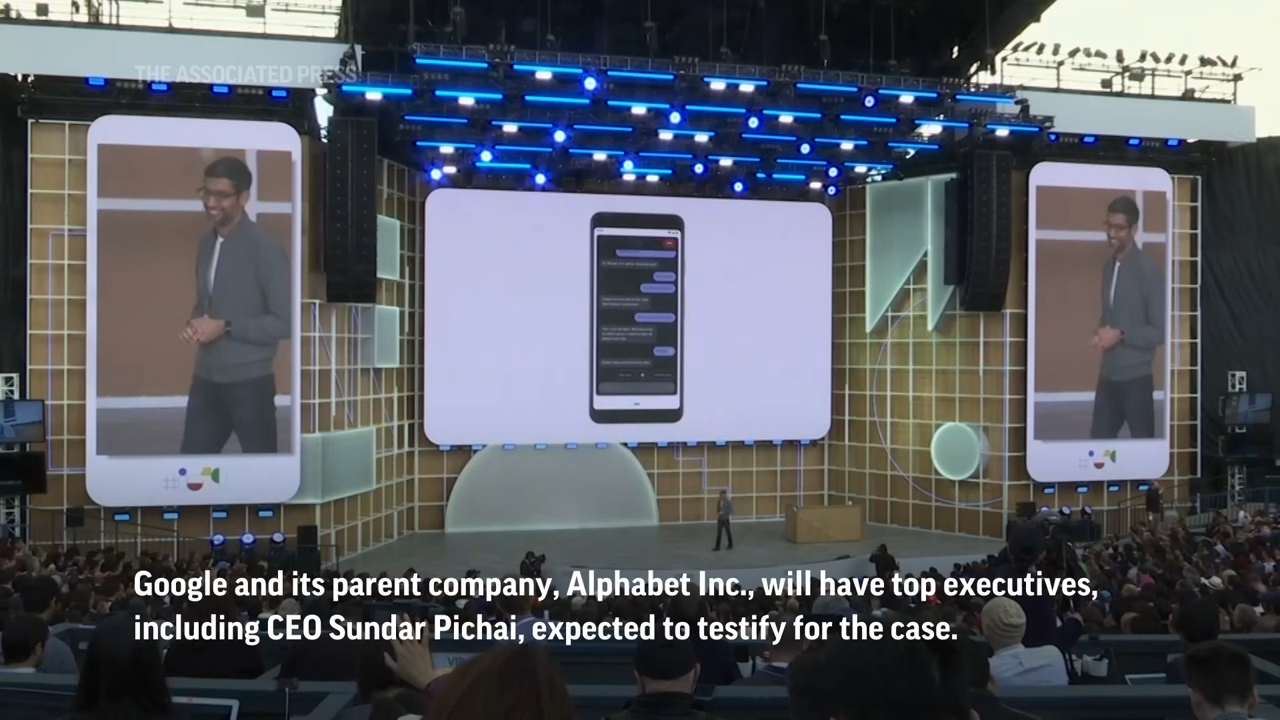 THE ASSOCIATED PRESS
Google and its parent company, Alphabet Inc., will have top executives,
including CEO Sundar Pichai, expected to testify for the case.